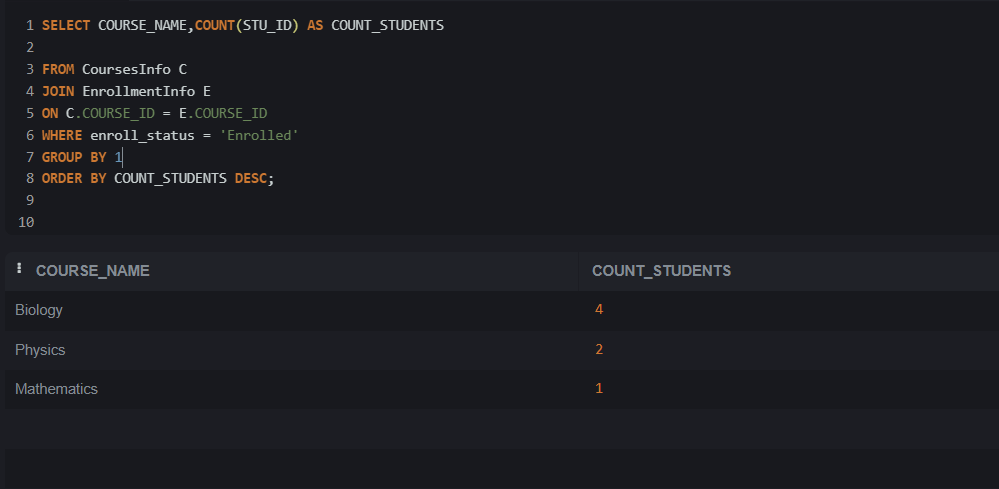 1 SELECT COURSE_NAME,COUNT(STU_ID) AS COUNT_STUDENTS
2
3 FROM CoursesInfo C
4 JOIN EnrollmentInfo E
5 ON C.COURSE_ID = E.COURSE_ID
6 WHERE enroll_status = 'Enrolled'
7 GROUP BY 1
8 ORDER BY COUNT_STUDENTS DESC;
9
10
COURSE_NAME COUNT_STUDENTS
Biology 4
Physics 2
Mathematics 1